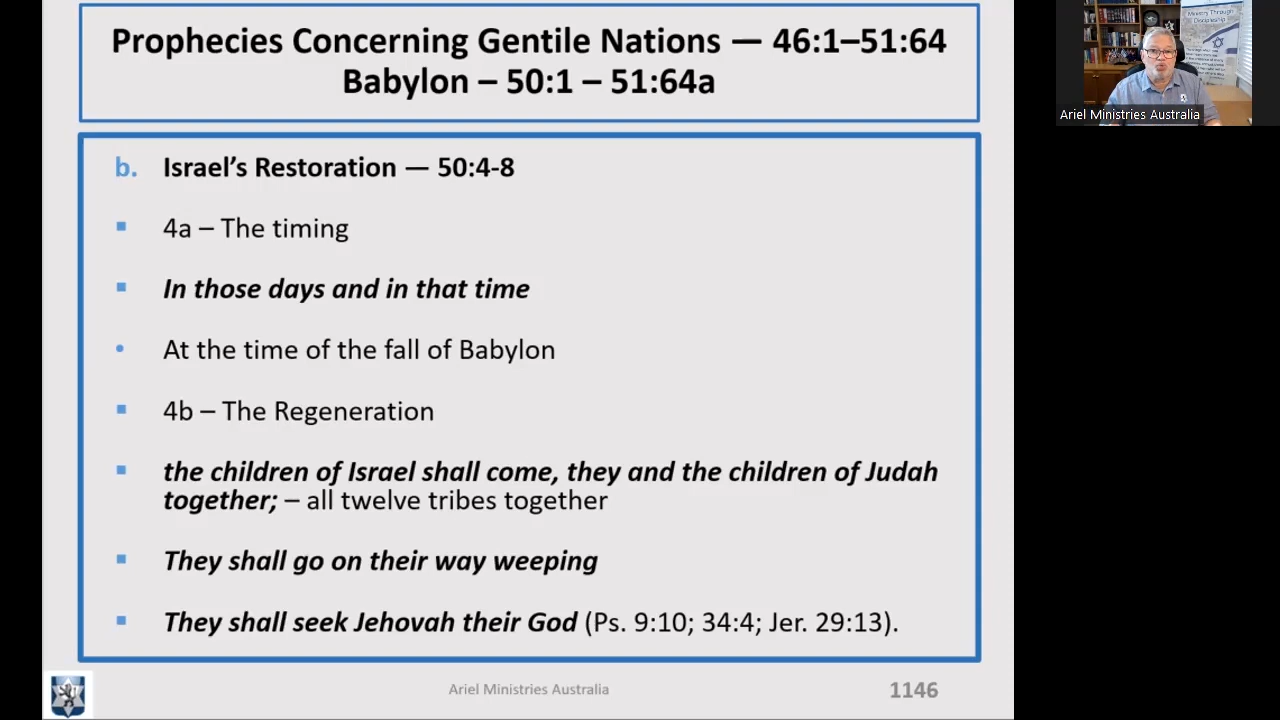 Prophecies Concerning Gentile Nations — 46:1–51:64
Babylon – 50:1 – 51:64a
b. Israel’s Restoration — 50:4-8
▪ 4a – The timing
▪ In those days and in that time
• At the time of the fall of Babylon
▪ 4b – The Regeneration
▪ the children of Israel shall come, they and the children of Judah
together; – all twelve tribes together
▪ They shall go on their way weeping
▪ They shall seek Jehovah their God (Ps. 9:10; 34:4; Jer. 29:13).
Ariel Ministries Australia
1146
Ministry Through
Discipleship
Ariel Ministries Australia